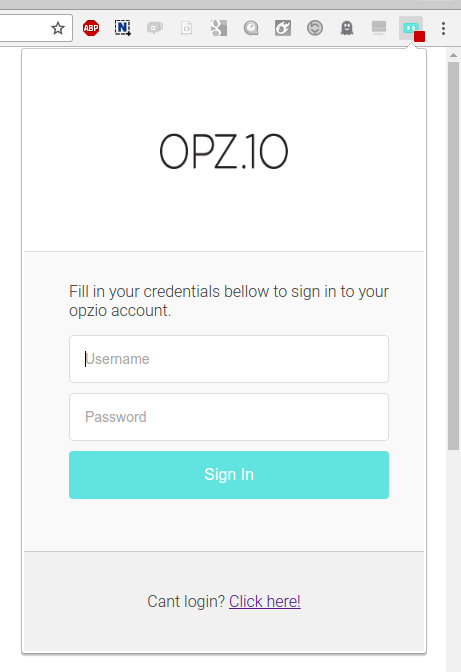 ABP
N
OPZ.IO
Fill in your credentials bellow to sign in to your
opzio account.
Username
Password
Sign In
Cant login? Click here!